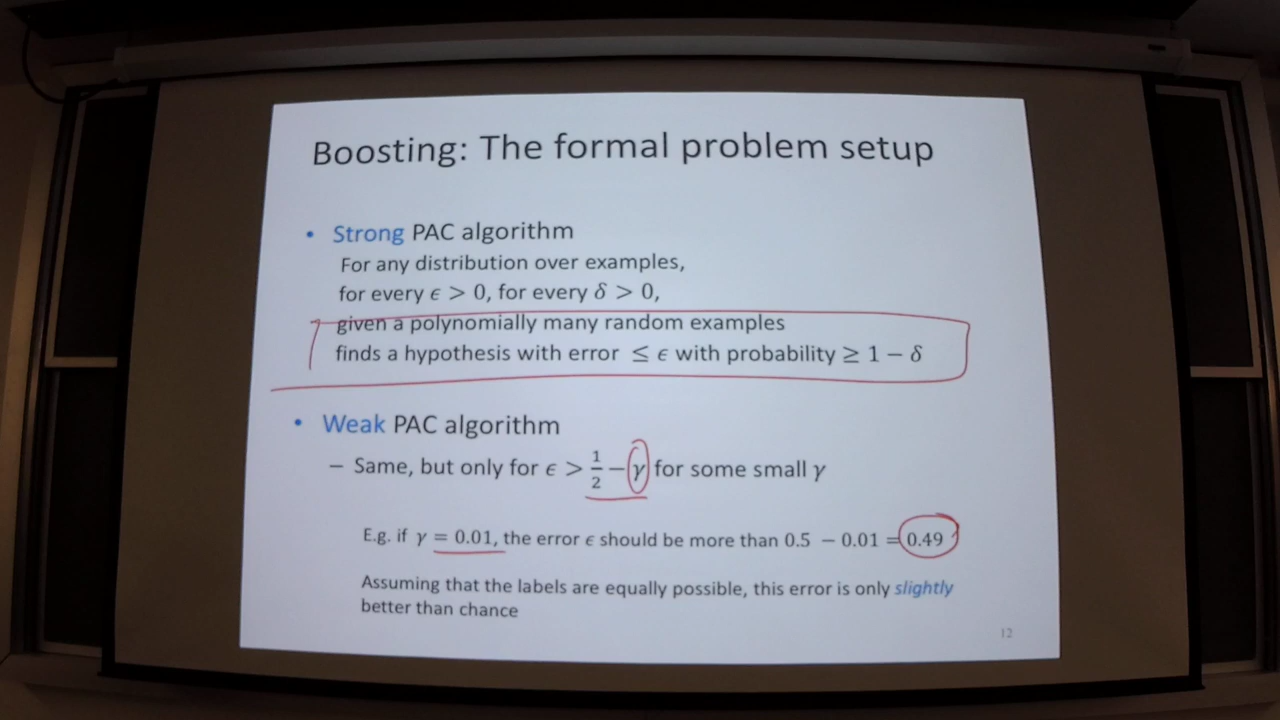 Boosting: The formal problem setup
• Strong PAC algorithm
For any distribution over examples,
for every ϵ > 0, for every δ > 0,
given a polynomially many random examples
finds a hypothesis with error ≤ ϵ with probability ≥ 1 − δ
• Weak PAC algorithm
– Same, but only for ϵ > 1/2 − γ for some small γ
E.g. if γ = 0.01, the error ϵ should be more than 0.5 − 0.01 = 0.49
Assuming that the labels are equally possible, this error is only slightly
better than chance
12